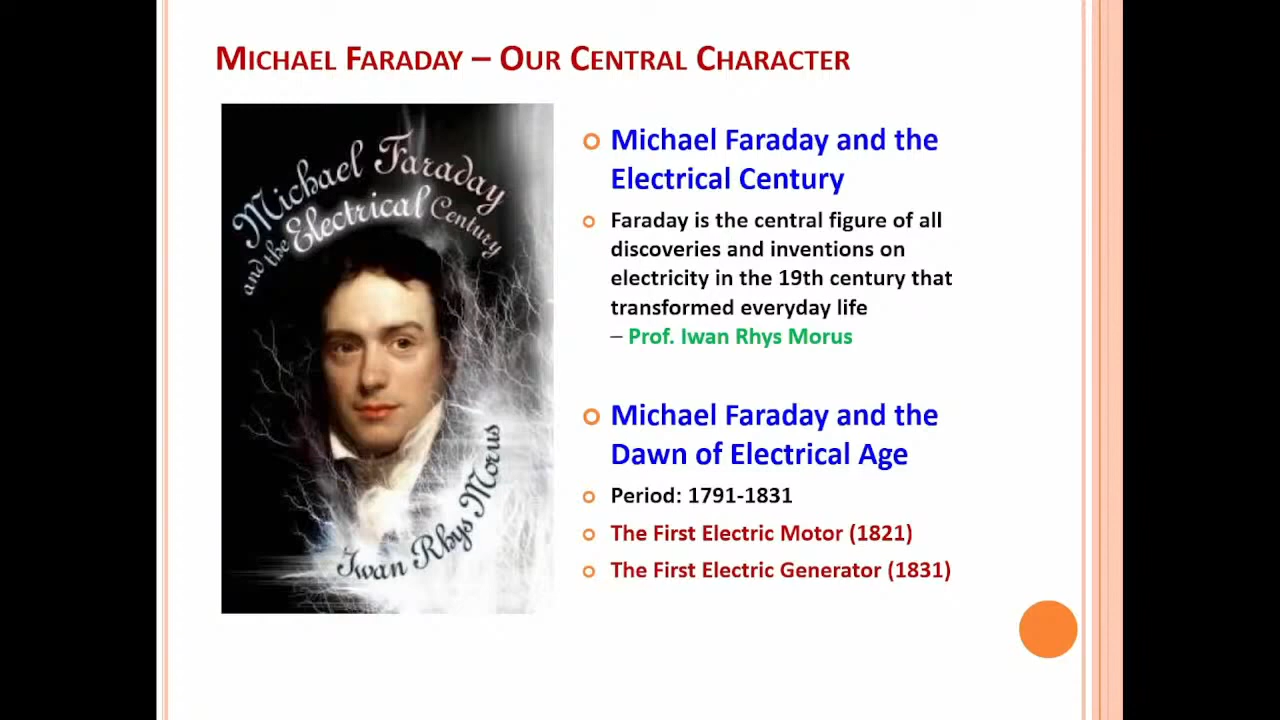 MICHAEL FARADAY – OUR CENTRAL CHARACTER
Michael Faraday
and the Electrical Century
Iwan Rhys Morus
Michael Faraday and the
Electrical Century
Faraday is the central figure of all
discoveries and inventions on
electricity in the 19th century that
transformed everyday life
– Prof. Iwan Rhys Morus
Michael Faraday and the
Dawn of Electrical Age
Period: 1791-1831
The First Electric Motor (1821)
The First Electric Generator (1831)